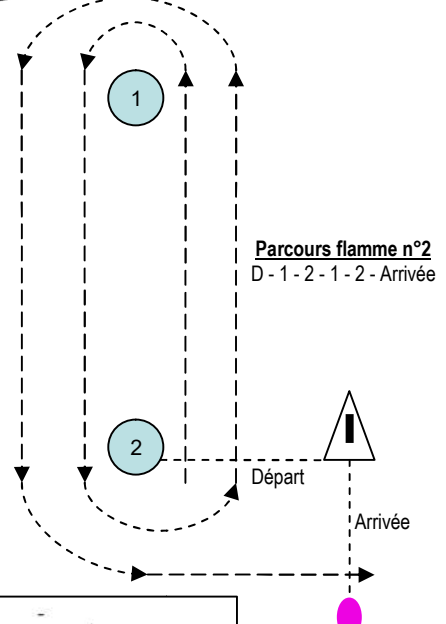 1
Parcours flamme n°2
D - 1 - 2 - 1 - 2 - Arrivée
2
Départ
Arrivée